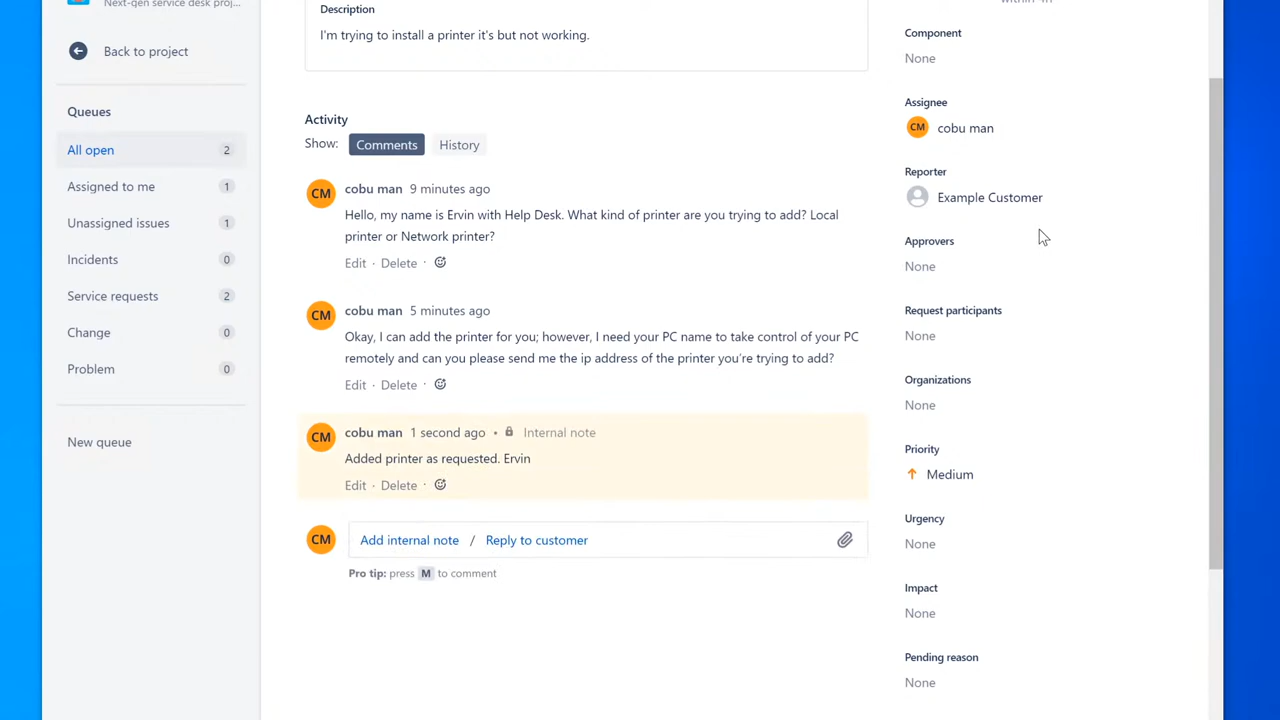 Next-gen service desk proj...
Back to project
Queues
All open 2
Assigned to me 1
Unassigned issues 1
Incidents 0
Service requests 2
Change 0
Problem 0
New queue
Description
I'm trying to install a printer it's but not working.
Activity
Show: Comments History
CM cobu man 9 minutes ago
Hello, my name is Ervin with Help Desk. What kind of printer are you trying to add? Local
printer or Network printer?
Edit · Delete ·
CM cobu man 5 minutes ago
Okay, I can add the printer for you; however, I need your PC name to take control of your PC
remotely and can you please send me the ip address of the printer you're trying to add?
Edit · Delete ·
CM cobu man 1 second ago • Internal note
Added printer as requested. Ervin
Edit · Delete ·
CM Add internal note / Reply to customer
Pro tip: press M to comment
within 4h
Component
None
Assignee
CM cobu man
Reporter
Example Customer
Approvers
None
Request participants
None
Organizations
None
Priority
Medium
Urgency
None
Impact
None
Pending reason
None